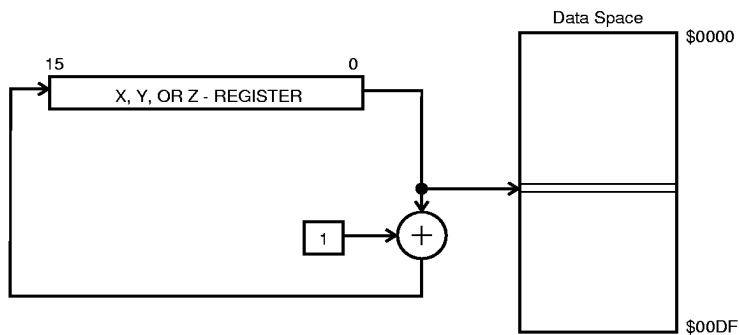 Data Space
$0000
15
0
X, Y, OR Z - REGISTER
1
+
$00DF